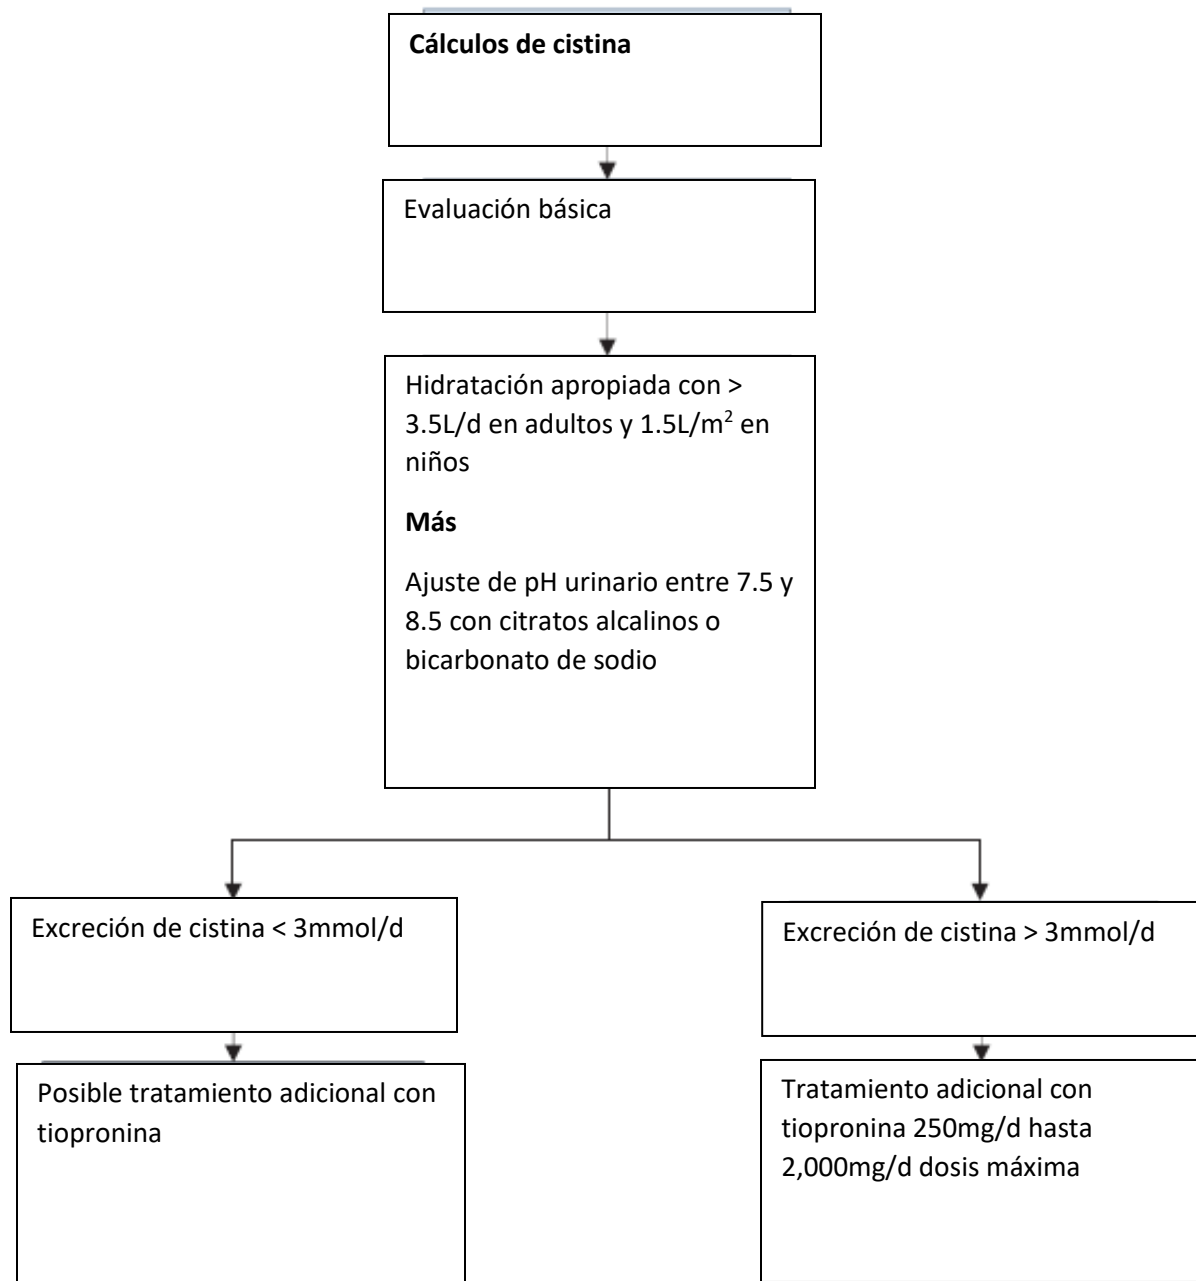 Cálculos de cistina
Evaluación básica
Hidratación apropiada con >
3.5L/d en adultos y 1.5L/m² en
niños
Más
Ajuste de pH urinario entre 7.5 y
8.5 con citratos alcalinos o
bicarbonato de sodio
Excreción de cistina < 3mmol/d
Excreción de cistina > 3mmol/d
Posible tratamiento adicional con
tiopronina
Tratamiento adicional con
tiopronina 250mg/d hasta
2,000mg/d dosis máxima